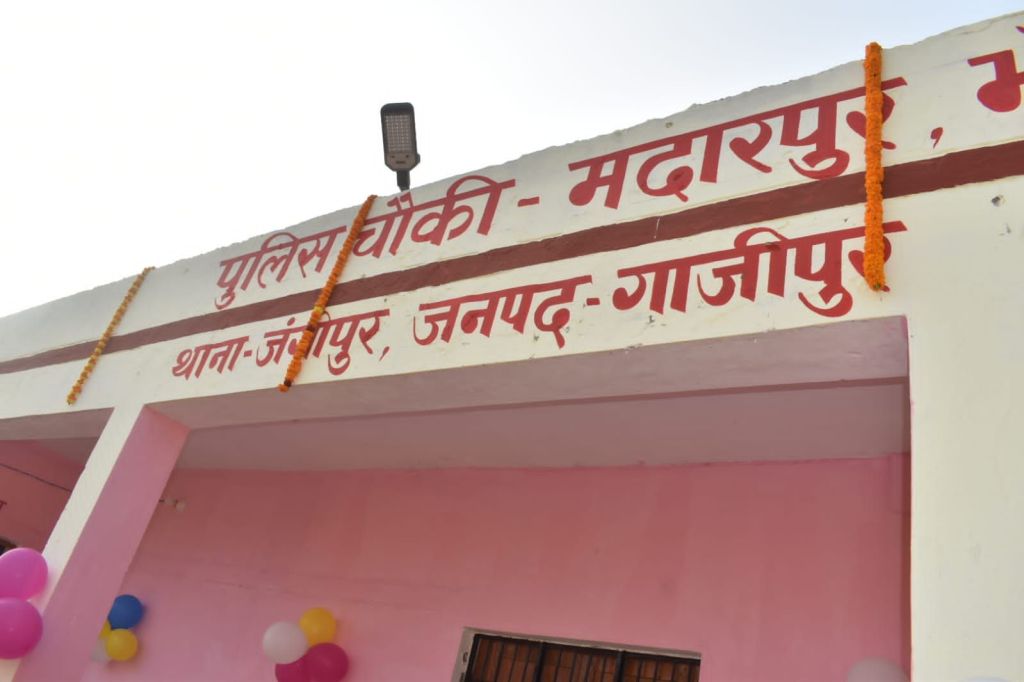 पुलिस चौकी - मदारपुर,
थाना-जंगीपुर, जनपद-गाजीपुर